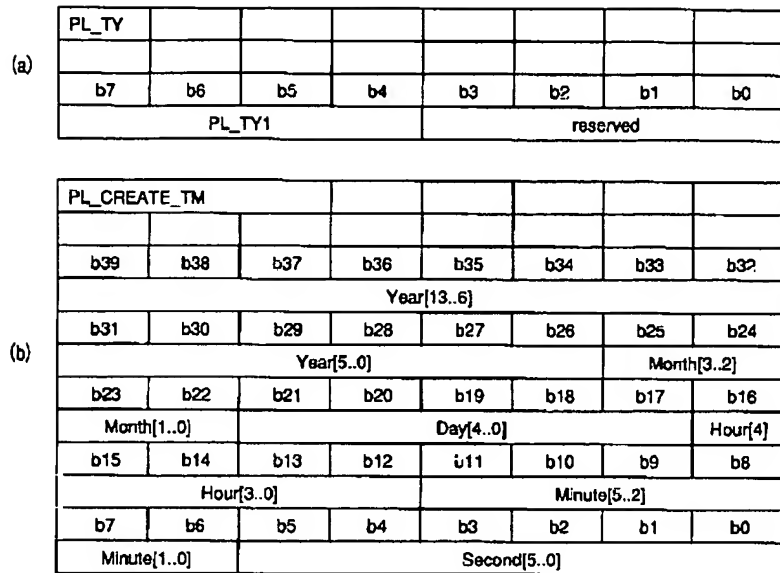 (a)
PL_TY
b7 b6 b5 b4 b3 b2 b1 b0
PL_TY1 reserved
(b)
PL_CREATE_TM
b39 b38 b37 b36 b35 b34 b33 b32
Year[13..6]
b31 b30 b29 b28 b27 b26 b25 b24
Year[5..0] Month[3..2]
b23 b22 b21 b20 b19 b18 b17 b16
Month[1..0] Day[4..0] Hour[4]
b15 b14 b13 b12 b11 b10 b9 b8
Hour[3..0] Minute[5..2]
b7 b6 b5 b4 b3 b2 b1 b0
Minute[1..0] Second[5..0]